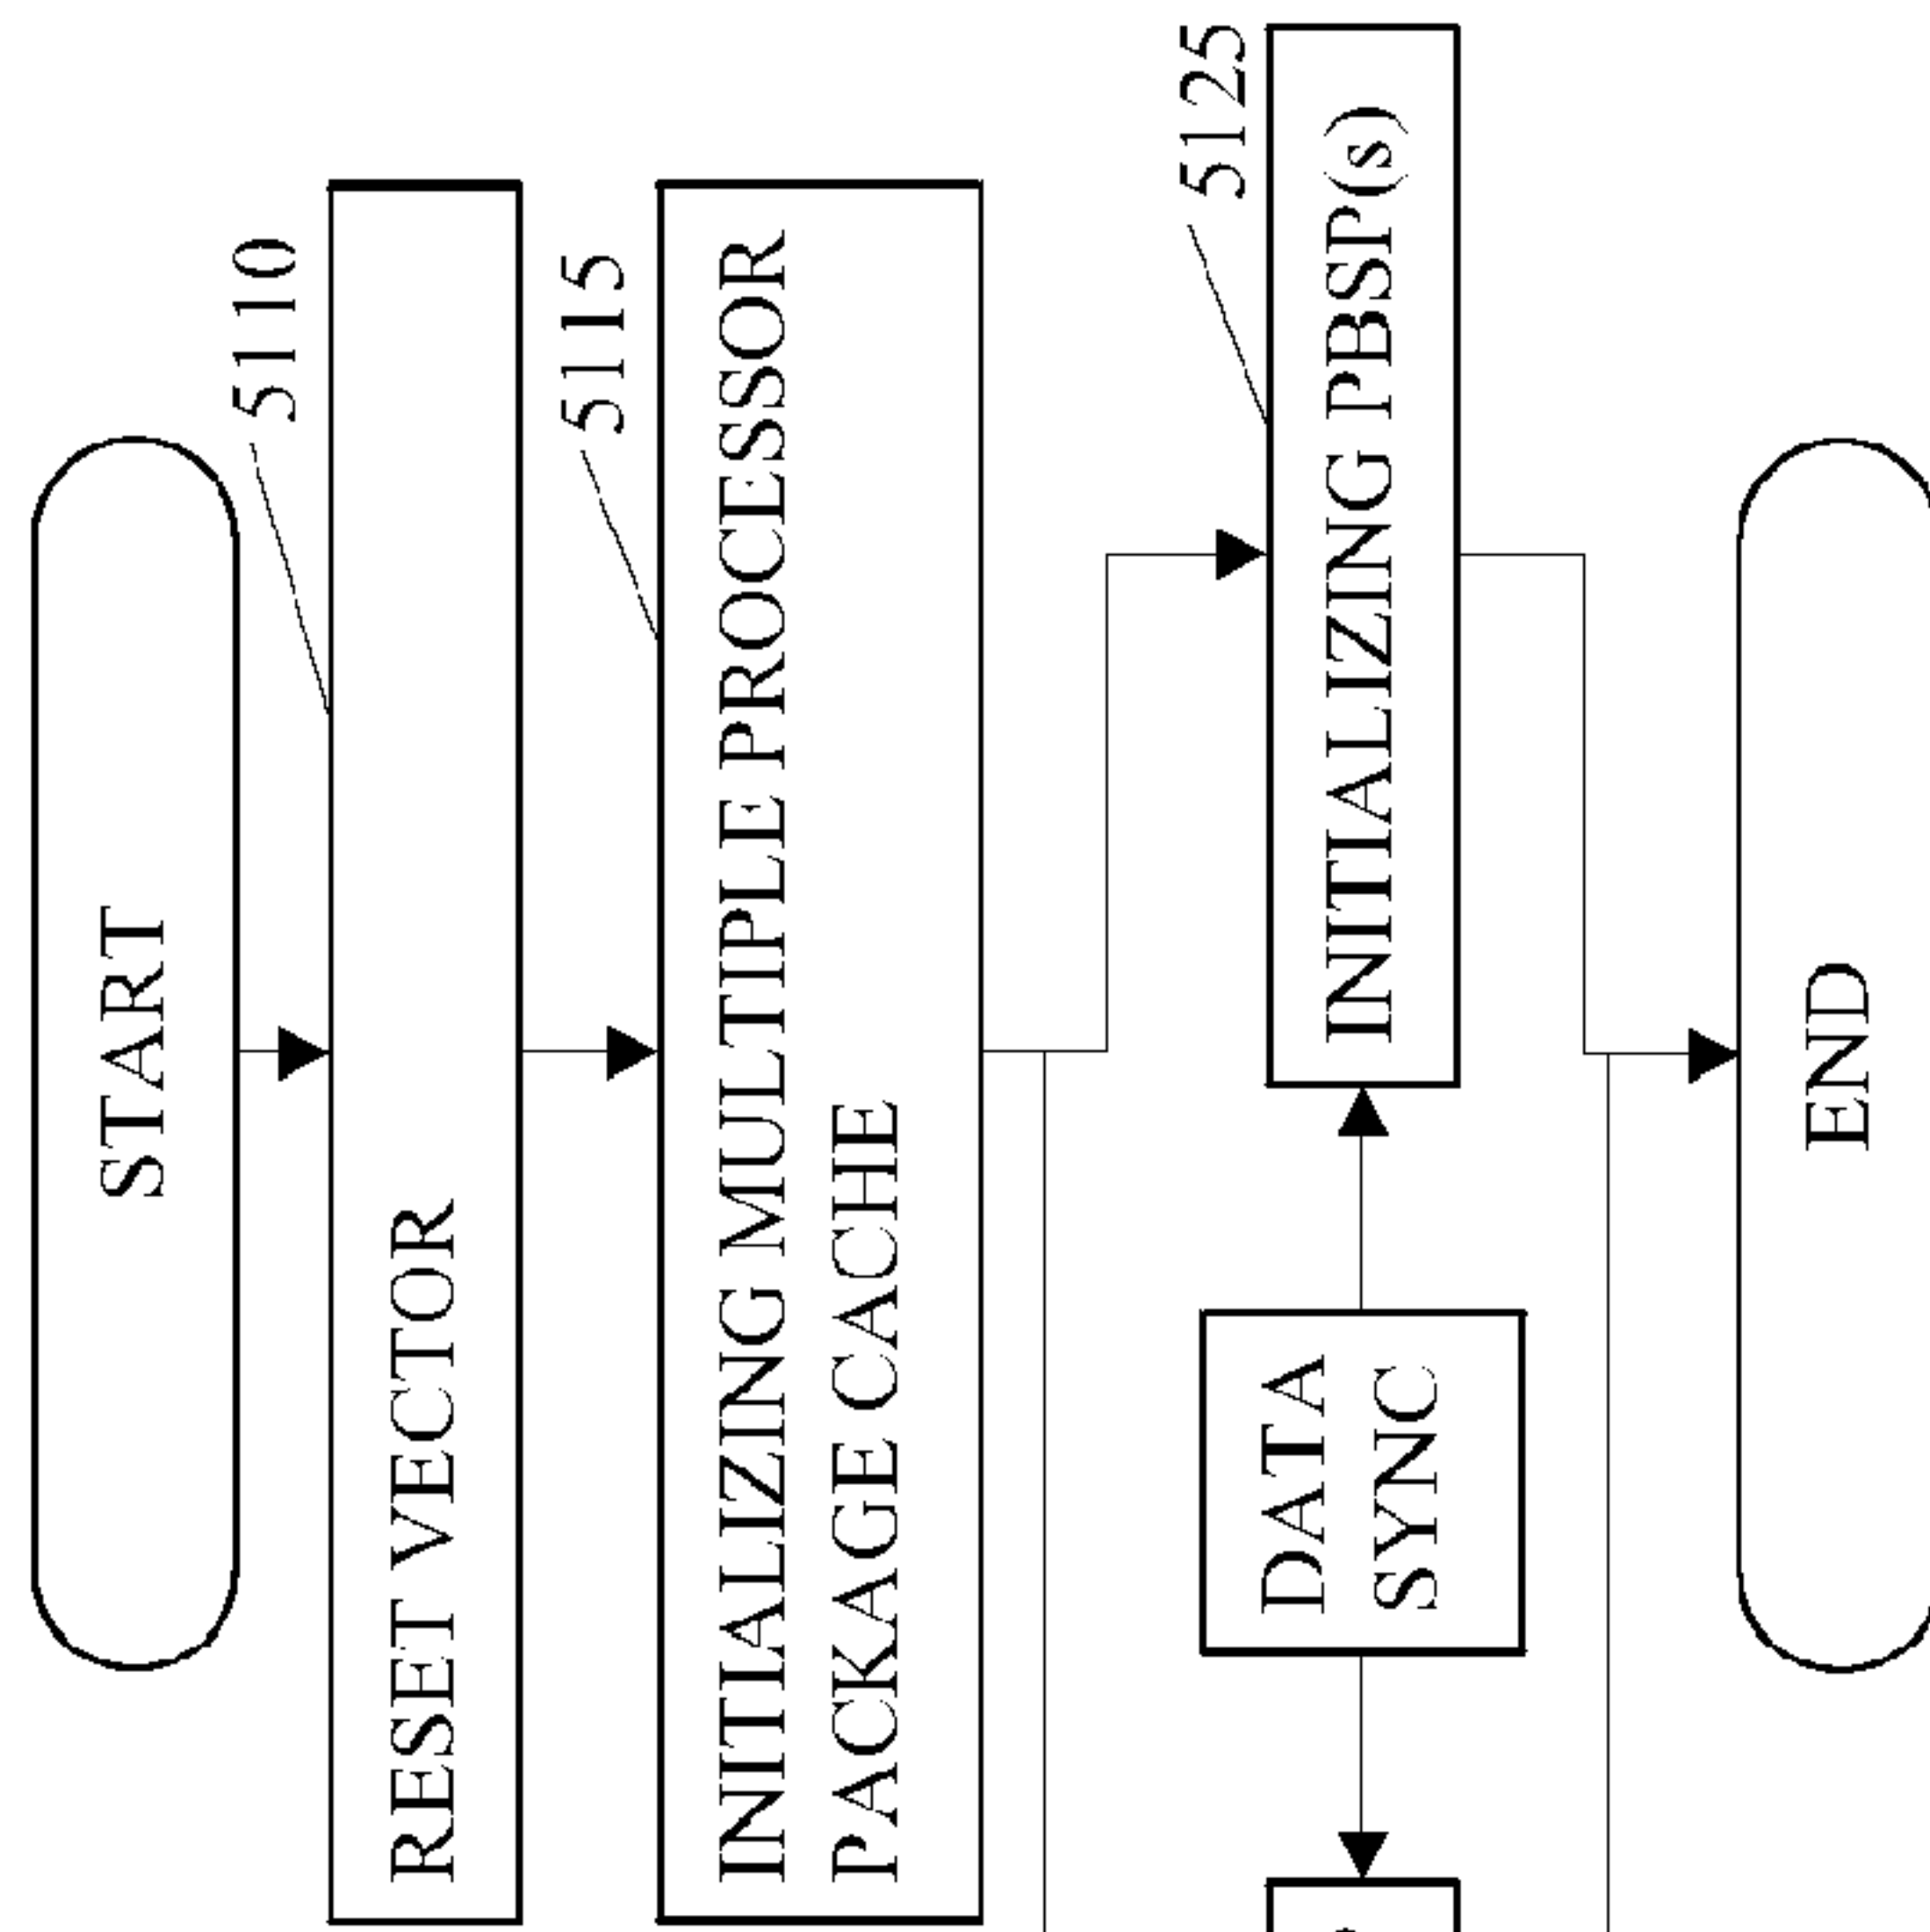 START
5110
RESET VECTOR
5115
INITIALIZING MULTIPLE PROCESSOR
PACKAGE CACHE
5125
INITIALIZING PBSP(s)
DATA
SYNC
END